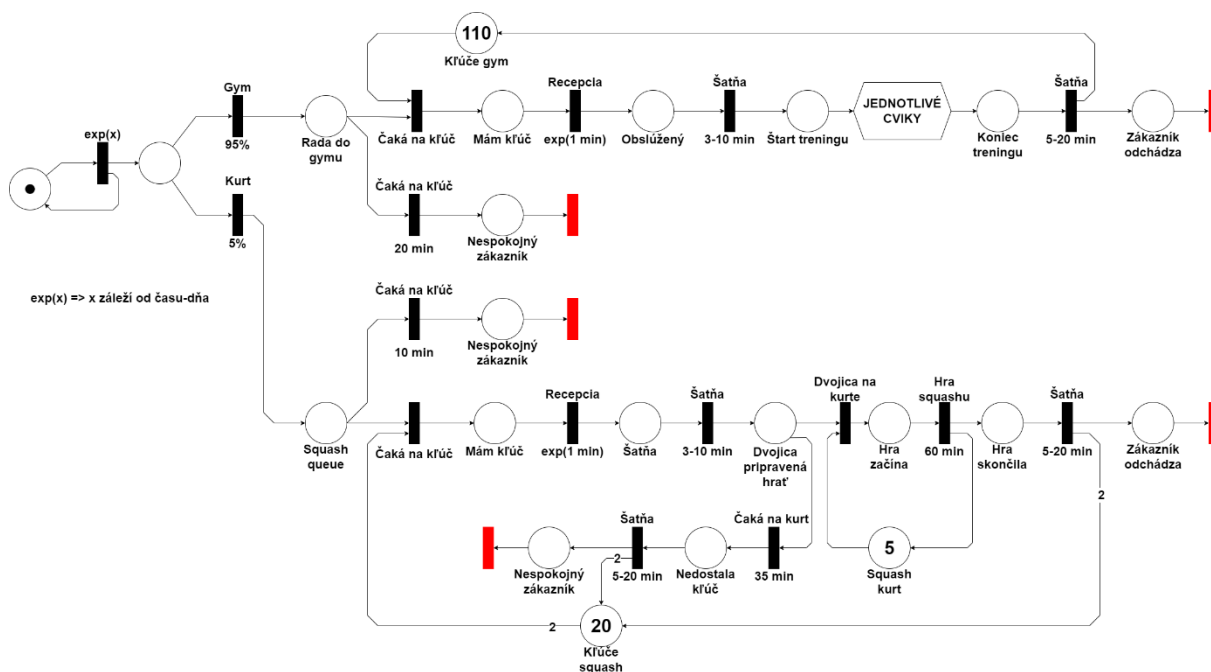 110
Kľúče gym
Gym
95%
exp(x)
Kurt
5%
Rada do
gymu
Čaká na kľúč
Mám kľúč
Recepcia
exp(1 min)
Obslúžený
Šatňa
3-10 min
Štart treningu
JEDNOTLIVÉ
CVIKY
Koniec
treningu
Šatňa
5-20 min
Zákaznik
odchádza
Čaká na kľúč
20 min
Nespokojný
zákazník
exp(x) => x záleží od času-dňa
Čaká na kľúč
10 min
Nespokojný
zákazník
Squash
queue
Čaká na kľúč
Mám kľúč
Recepcia
exp(1 min)
Šatňa
Šatňa
3-10 min
Dvojica
pripravená
hrať
Dvojica na
kurte
Hra
začína
Hra
squashu
60 min
Hra
skončila
Šatňa
5-20 min
Zákaznik
odchádza
2
Nespokojný
zákazník
Šatňa
2
5-20 min
Nedostala
kľúč
Čaká na kurt
35 min
5
Squash
kurt
2
20
Kľúče
squash